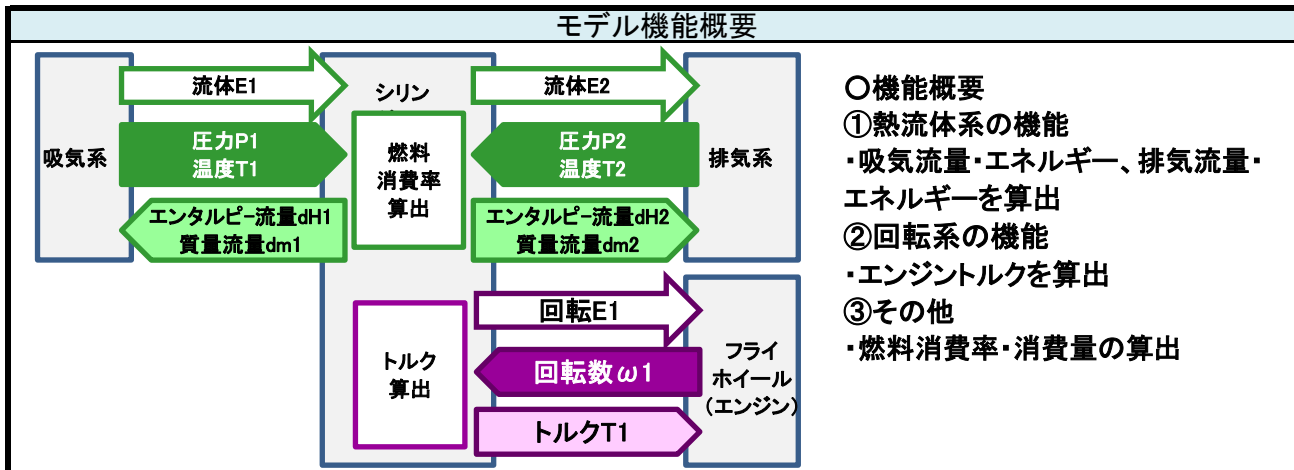 モデル機能概要
吸気系
流体E1
圧力P1
温度T1
エンタルピｰ流量dH1
質量流量dm1
シリン
燃料
消費率
算出
流体E2
圧力P2
温度T2
エンタルピｰ流量dH2
質量流量dm2
排気系
トルク
算出
回転E1
回転数ω1
トルクT1
フライ
ホイール
(エンジン)
〇機能概要
①熱流体系の機能
・吸気流量・エネルギー、排気流量・
エネルギーを算出
②回転系の機能
・エンジントルクを算出
③その他
・燃料消費率・消費量の算出